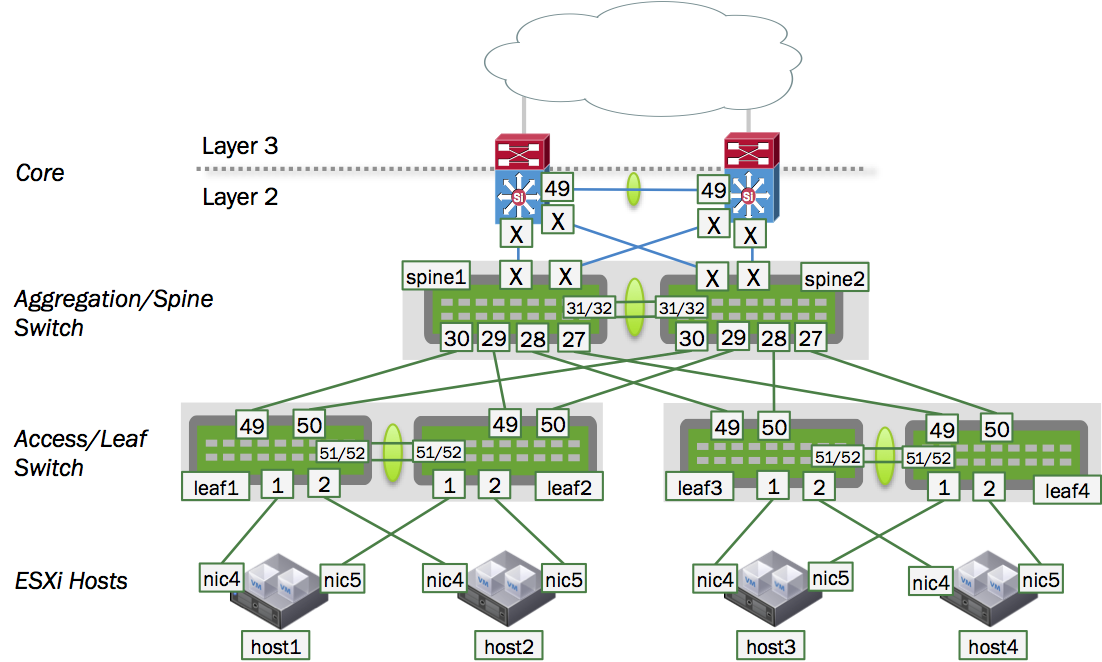 Layer 3
Core
Layer 2
49
49
Si
Si
X
X
X
X
spine1
X
X
X
X
spine2
Aggregation/Spine
Switch
31/32
31/32
30
29
28
27
30
29
28
27
Access/Leaf
Switch
49
50
49
50
49
50
49
50
51/52
51/52
51/52
51/52
leaf1
1
2
1
2
leaf2
leaf3
1
2
1
2
leaf4
ESXi Hosts
nic4
VM
VM
nic5
nic4
VM
VM
nic5
nic4
VM
VM
nic5
nic4
VM
VM
nic5
host1
host2
host3
host4